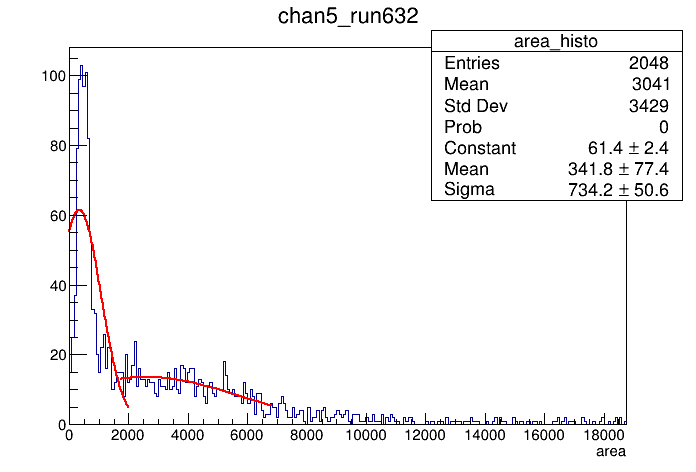 chan5_run632
area_histo
Entries 2048
Mean 3041
Std Dev 3429
Prob 0
Constant 61.4 ± 2.4
Mean 341.8 ± 77.4
Sigma 734.2 ± 50.6
100
80
60
40
20
0
0 2000 4000 6000 8000 10000 12000 14000 16000 18000
area